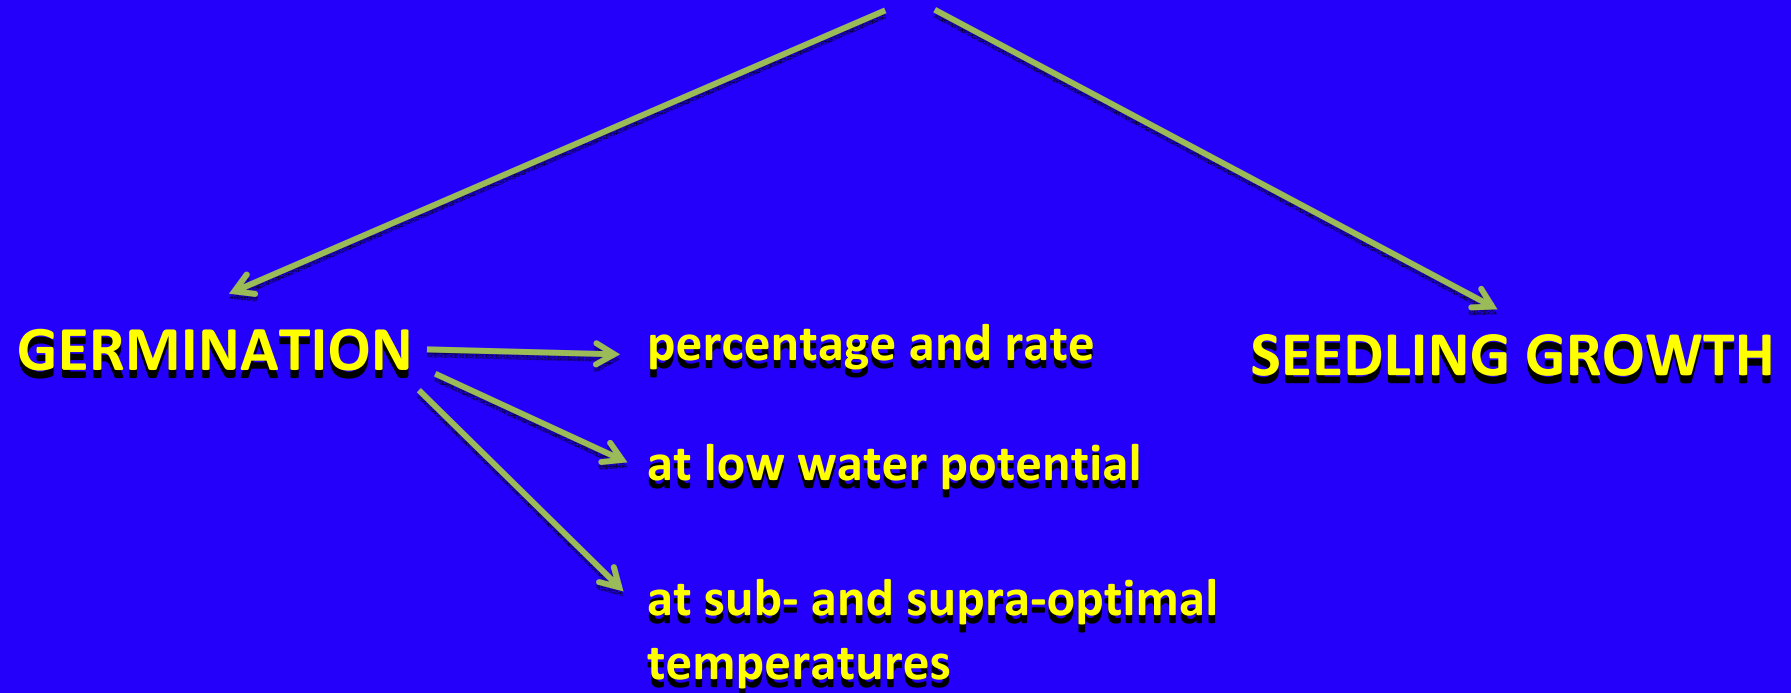 GERMINATION
percentage and rate
SEEDLING GROWTH
at low water potential
at sub- and supra-optimal
temperatures